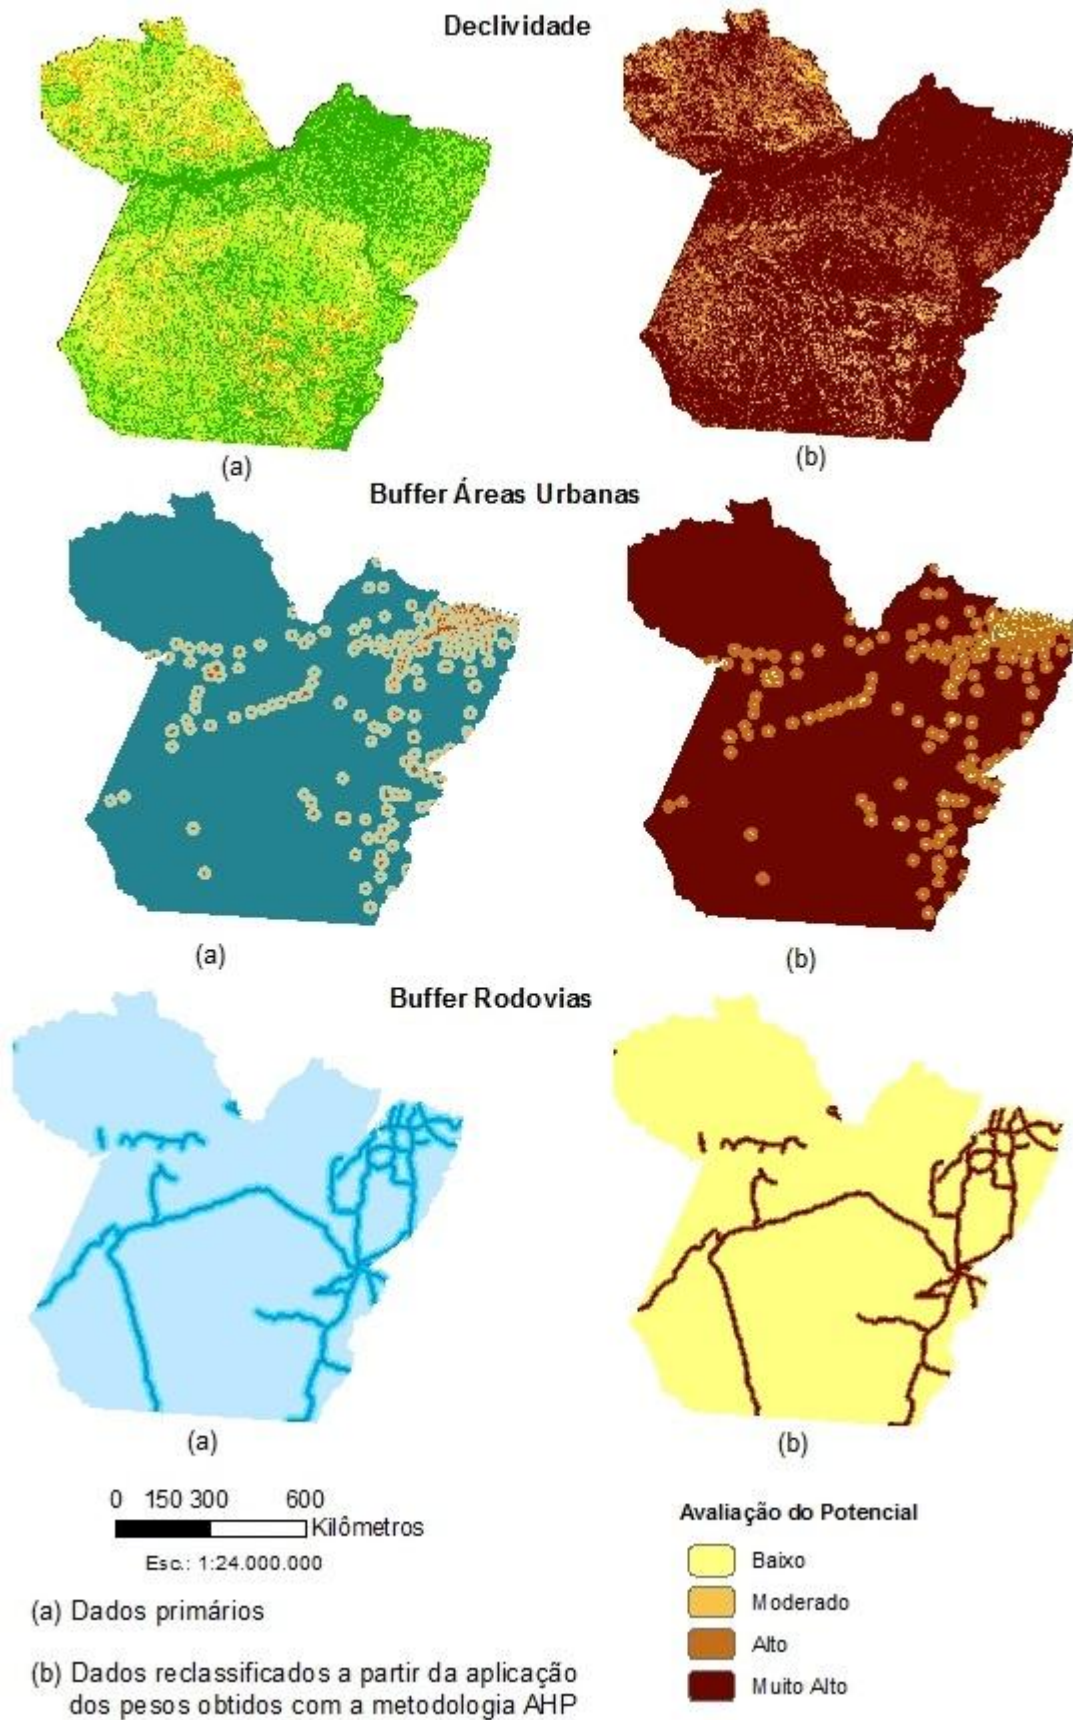 Declividade
(a)
(b)
Buffer Áreas Urbanas
(a)
(b)
Buffer Rodovias
(a)
(b)
0 150 300 600
Kilômetros
Esc.: 1:24.000.000
(a) Dados primários
(b) Dados reclassificados a partir da aplicação
dos pesos obtidos com a metodologia AHP
Avaliação do Potencial
Baixo
Moderado
Alto
Muito Alto